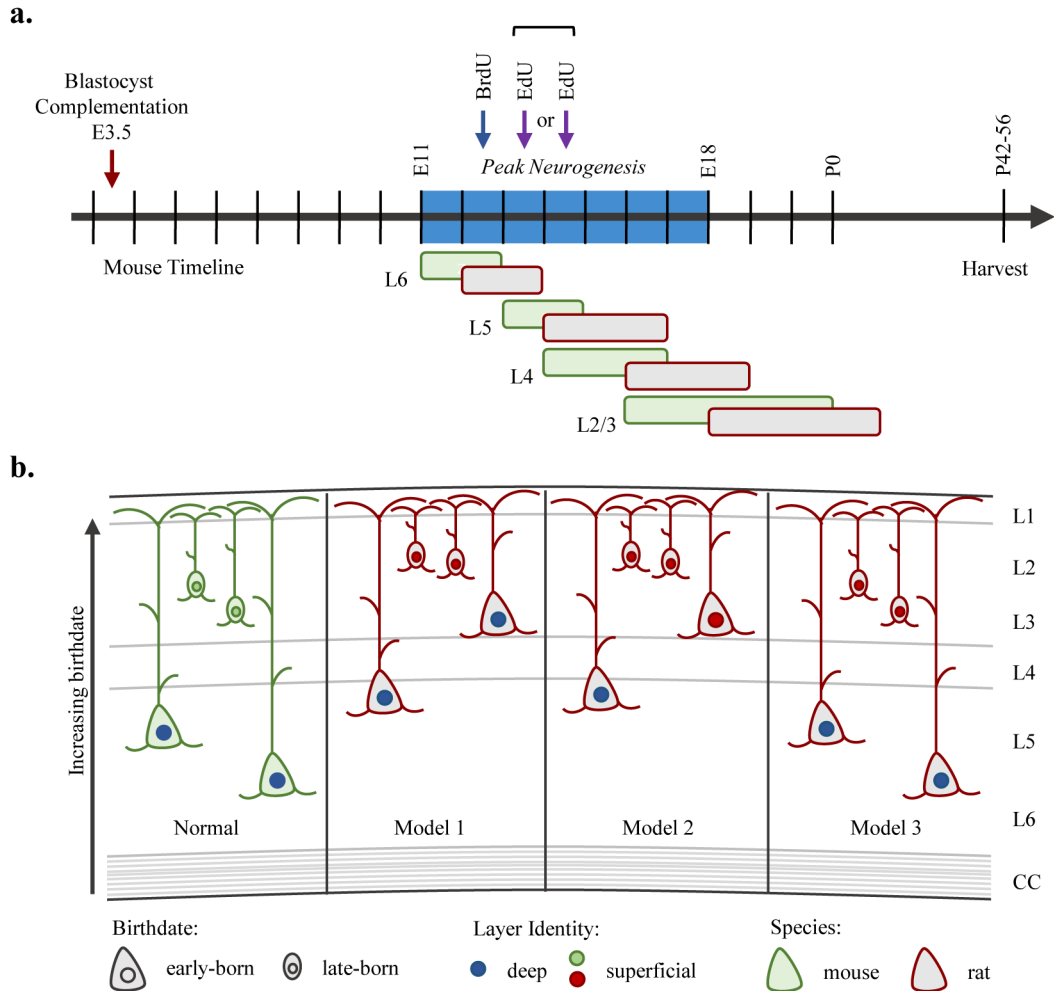 a.
BrdU
EdU
or
EdU
Blastocyst
Complementation
E3.5
E11
Peak Neurogenesis
E18
P0
P42-56
Mouse Timeline
Harvest
L6
L5
L4
L2/3
b.
Increasing birthdate
L1
L2
L3
L4
L5
L6
CC
Normal
Model 1
Model 2
Model 3
Birthdate:
early-born
late-born
Layer Identity:
deep
superficial
Species:
mouse
rat